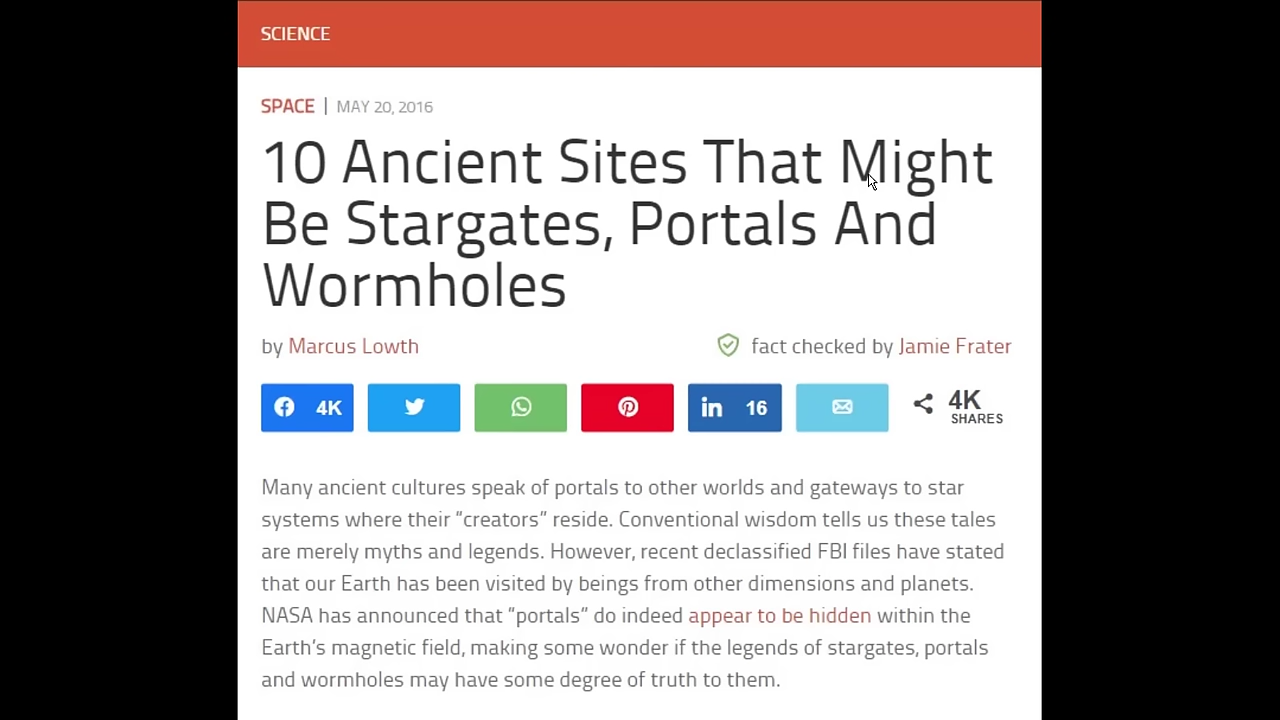 SCIENCE
SPACE | MAY 20, 2016
10 Ancient Sites That Might
Be Stargates, Portals And
Wormholes
by Marcus Lowth
fact checked by Jamie Frater
4K
16
4K
SHARES
Many ancient cultures speak of portals to other worlds and gateways to star
systems where their “creators” reside. Conventional wisdom tells us these tales
are merely myths and legends. However, recent declassified FBI files have stated
that our Earth has been visited by beings from other dimensions and planets.
NASA has announced that “portals” do indeed appear to be hidden within the
Earth’s magnetic field, making some wonder if the legends of stargates, portals
and wormholes may have some degree of truth to them.